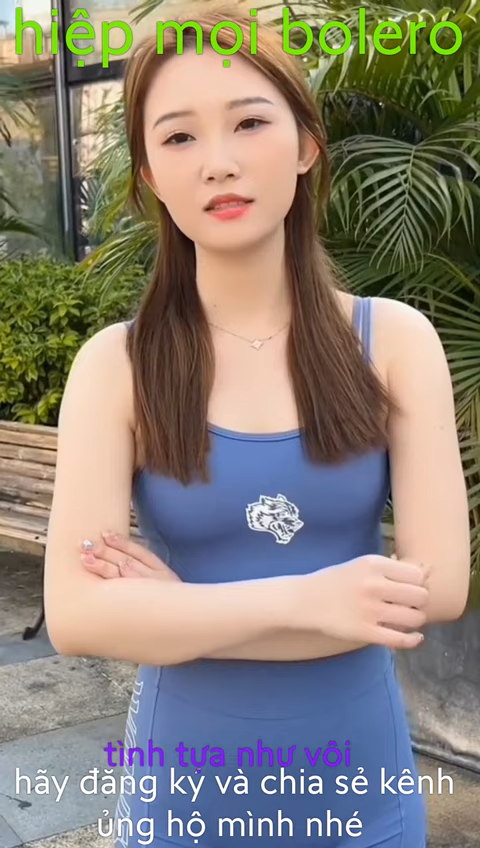 hiệp mọi bolero
tình tựa như vôi
hãy đăng ký và chia sẻ kênh
ủng hộ mình nhé